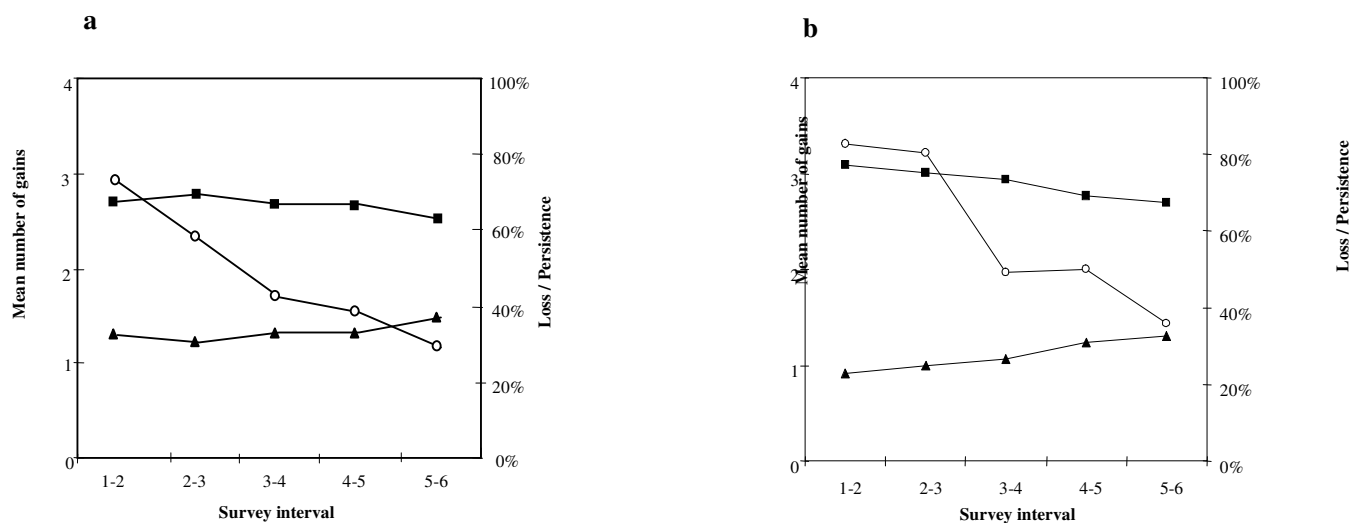 a
4
3
2
1
0
Mean number of gains
100%
80%
60%
40%
20%
0%
Loss / Persistence
1-2 2-3 3-4 4-5 5-6
Survey interval
b
4
3
2
1
0
Mean number of gains
100%
80%
60%
40%
20%
0%
Loss / Persistence
1-2 2-3 3-4 4-5 5-6
Survey interval